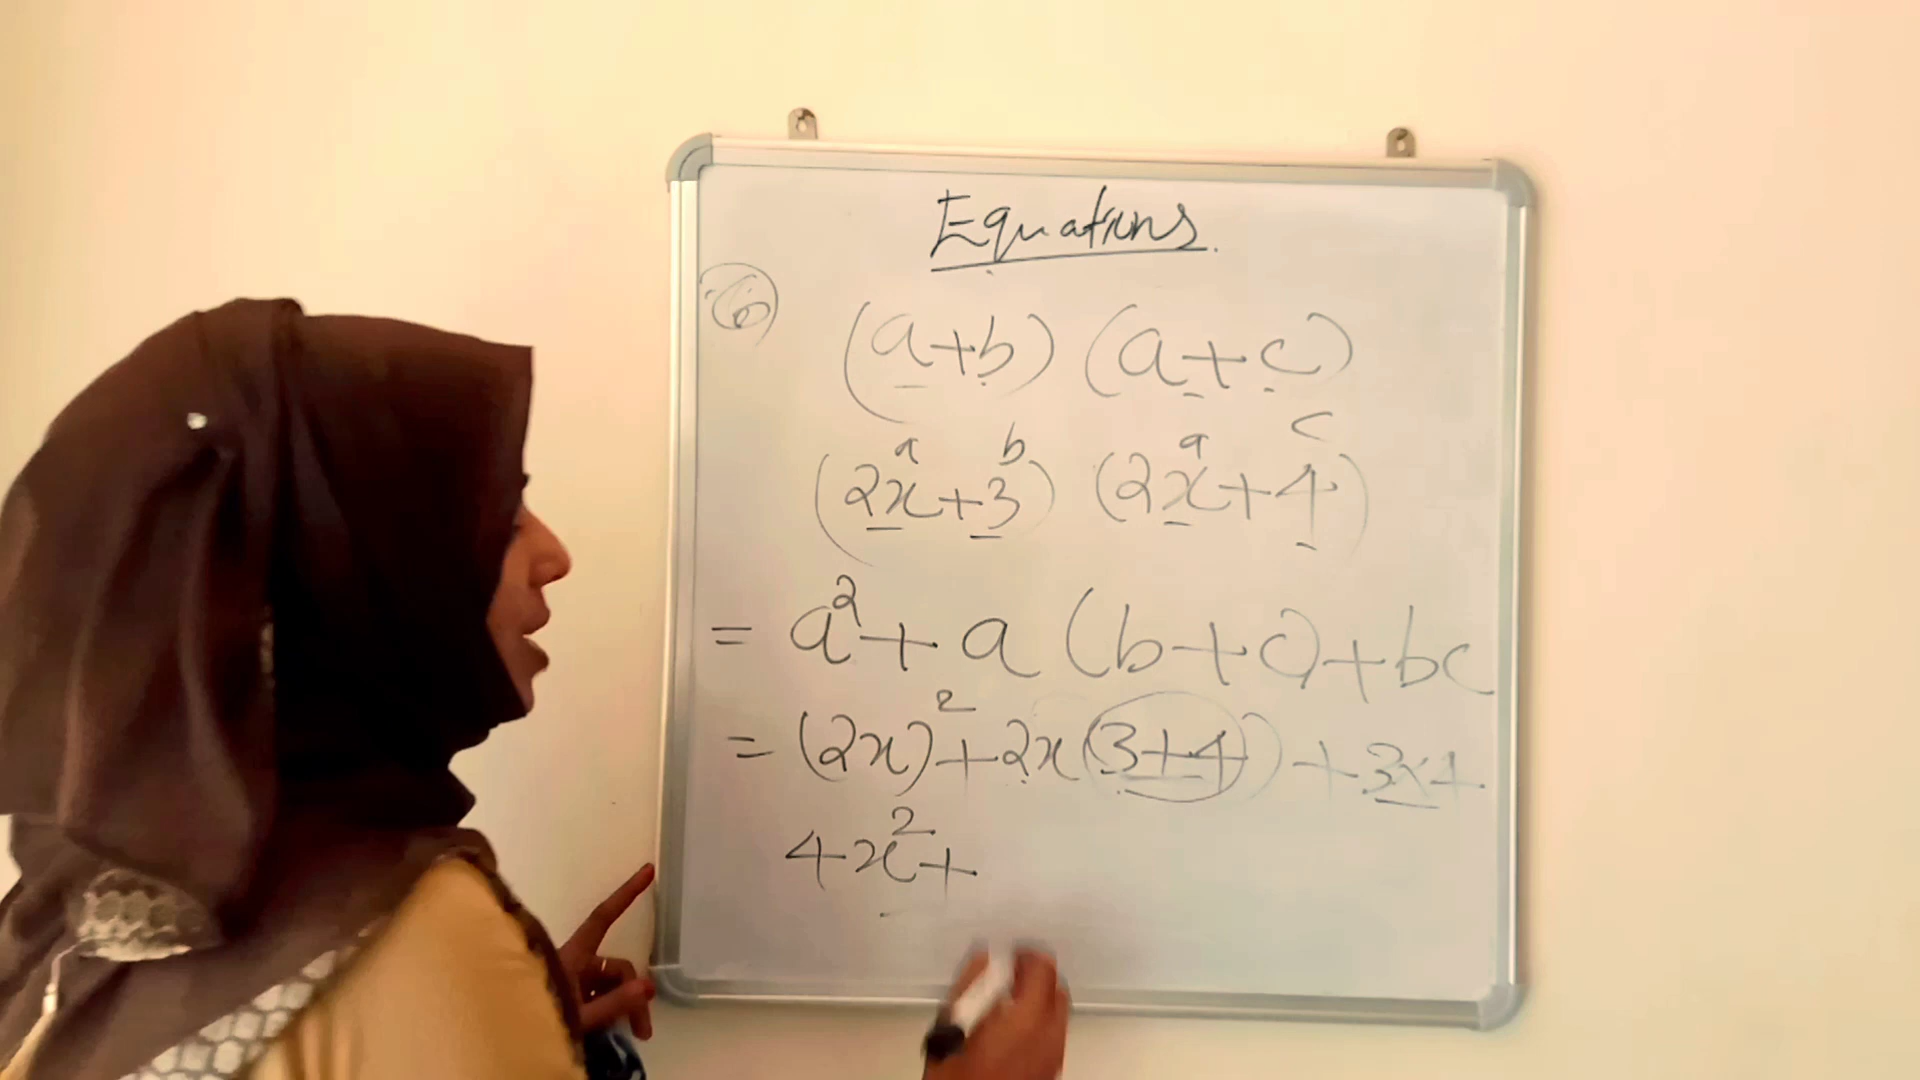 Equations.
6
(a+b) (a+c)
a b a c
(2x+3) (2x+4)
= a²+ a (b+c)+bc
= (2x)²+2x(3+4)+3x4
4x²+